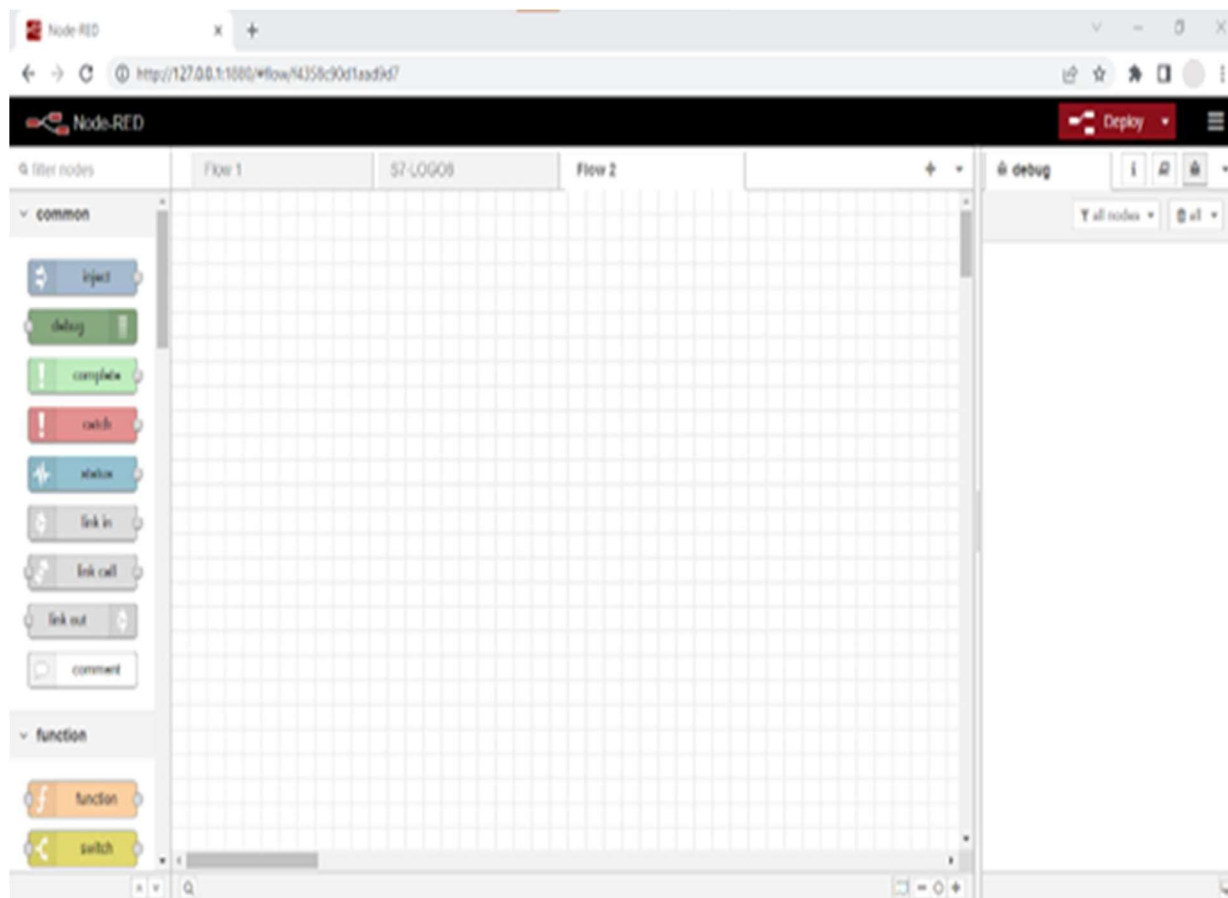 Node-RED
http://127.0.0.1:1880/#flow/f4358c90d1aad9d7
Node-RED
Deploy
filter nodes
Flow 1
S7-LOGO8
Flow 2
debug
i
all nodes
all
common
inject
debug
complete
catch
status
link in
link call
link out
comment
function
function
switch